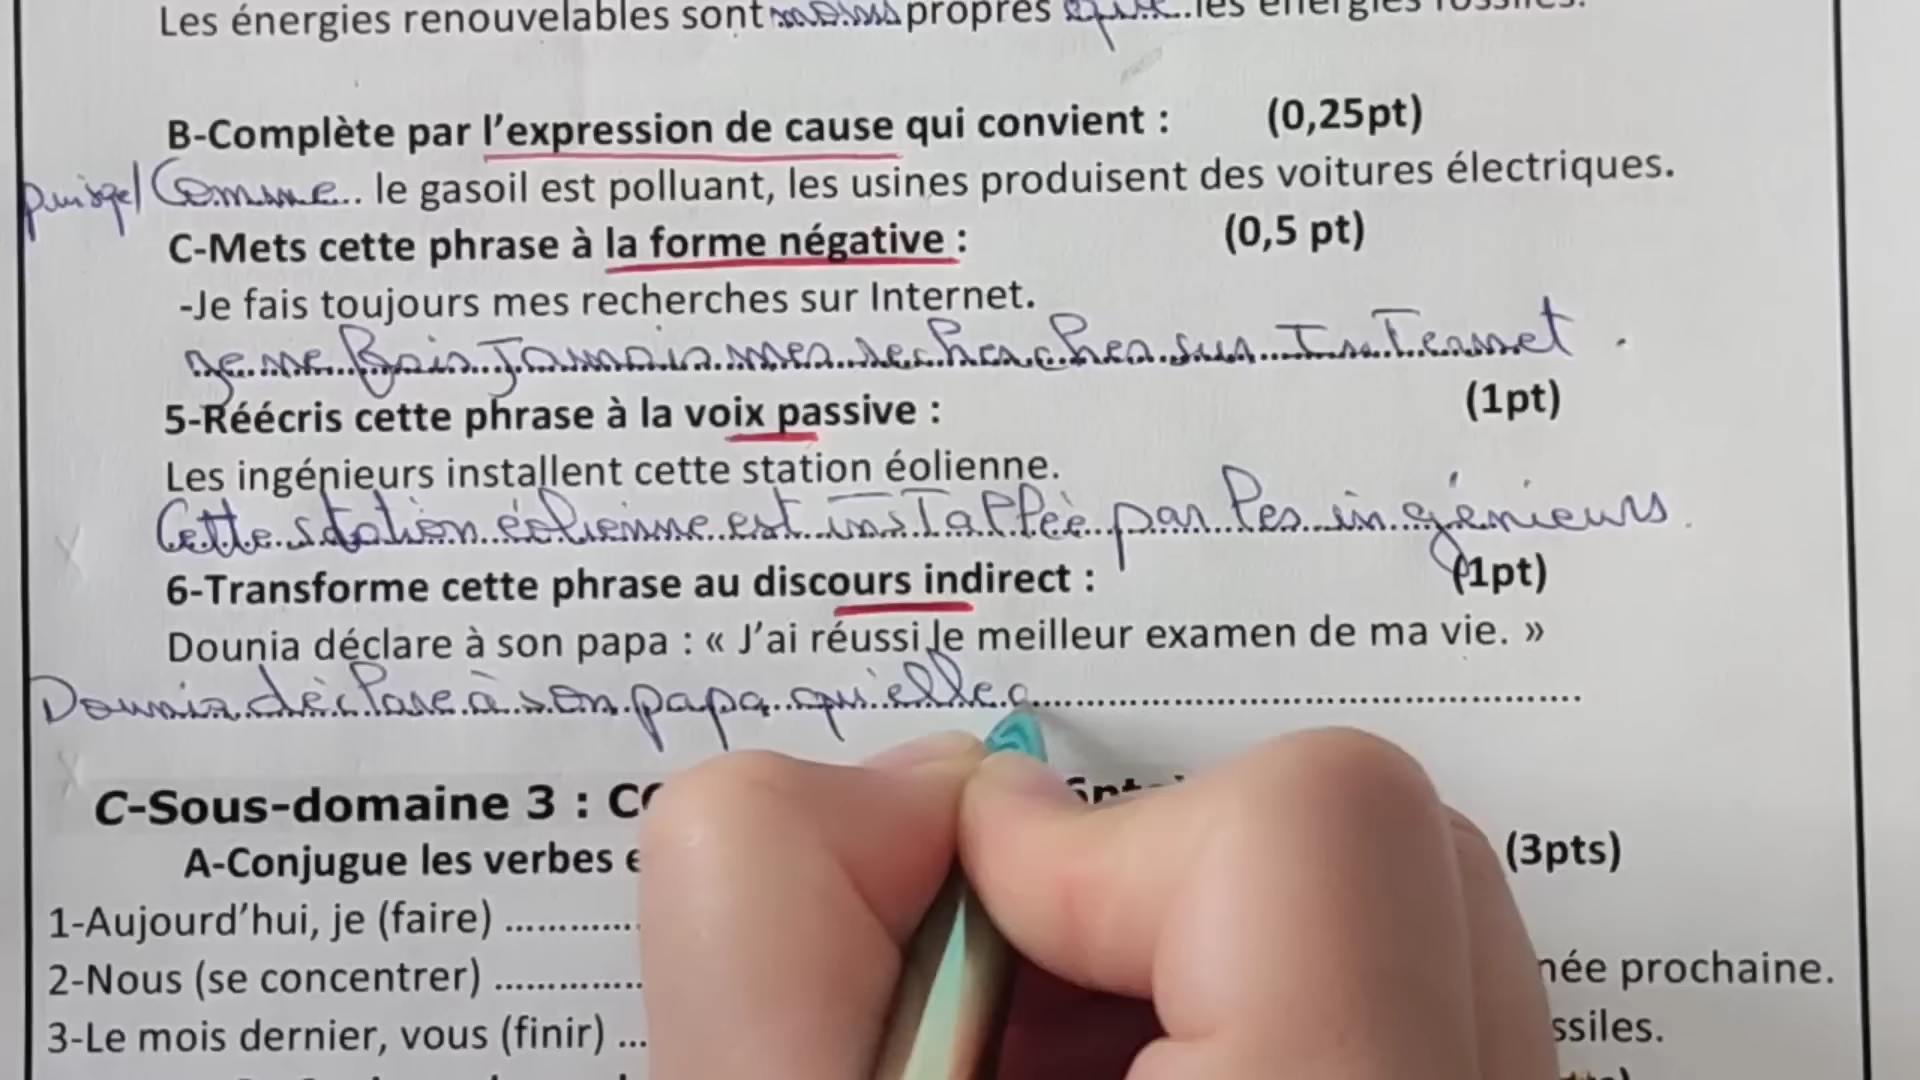 Les énergies renouvelables sont moins propres que les énergies fossiles.
B-Complète par l'expression de cause qui convient : (0,25pt)
puisqe/ Comme... le gasoil est polluant, les usines produisent des voitures électriques.
C-Mets cette phrase à la forme négative : (0,5 pt)
-Je fais toujours mes recherches sur Internet.
je ne fais Jamais mes recherches sur Internet.
5-Réécris cette phrase à la voix passive : (1pt)
Les ingénieurs installent cette station éolienne.
Cette station éolienne est installée par les ingénieurs.
6-Transforme cette phrase au discours indirect : (1pt)
Dounia déclare à son papa : « J'ai réussi le meilleur examen de ma vie. »
Dounia déclare à son papa qu'elle a...........................................................
C-Sous-domaine 3 :
A-Conjugue les verbes (3pts)
1-Aujourd'hui, je (faire) .............
2-Nous (se concentrer) .............. prochaine.
3-Le mois dernier, vous (finir) ... ssiles.